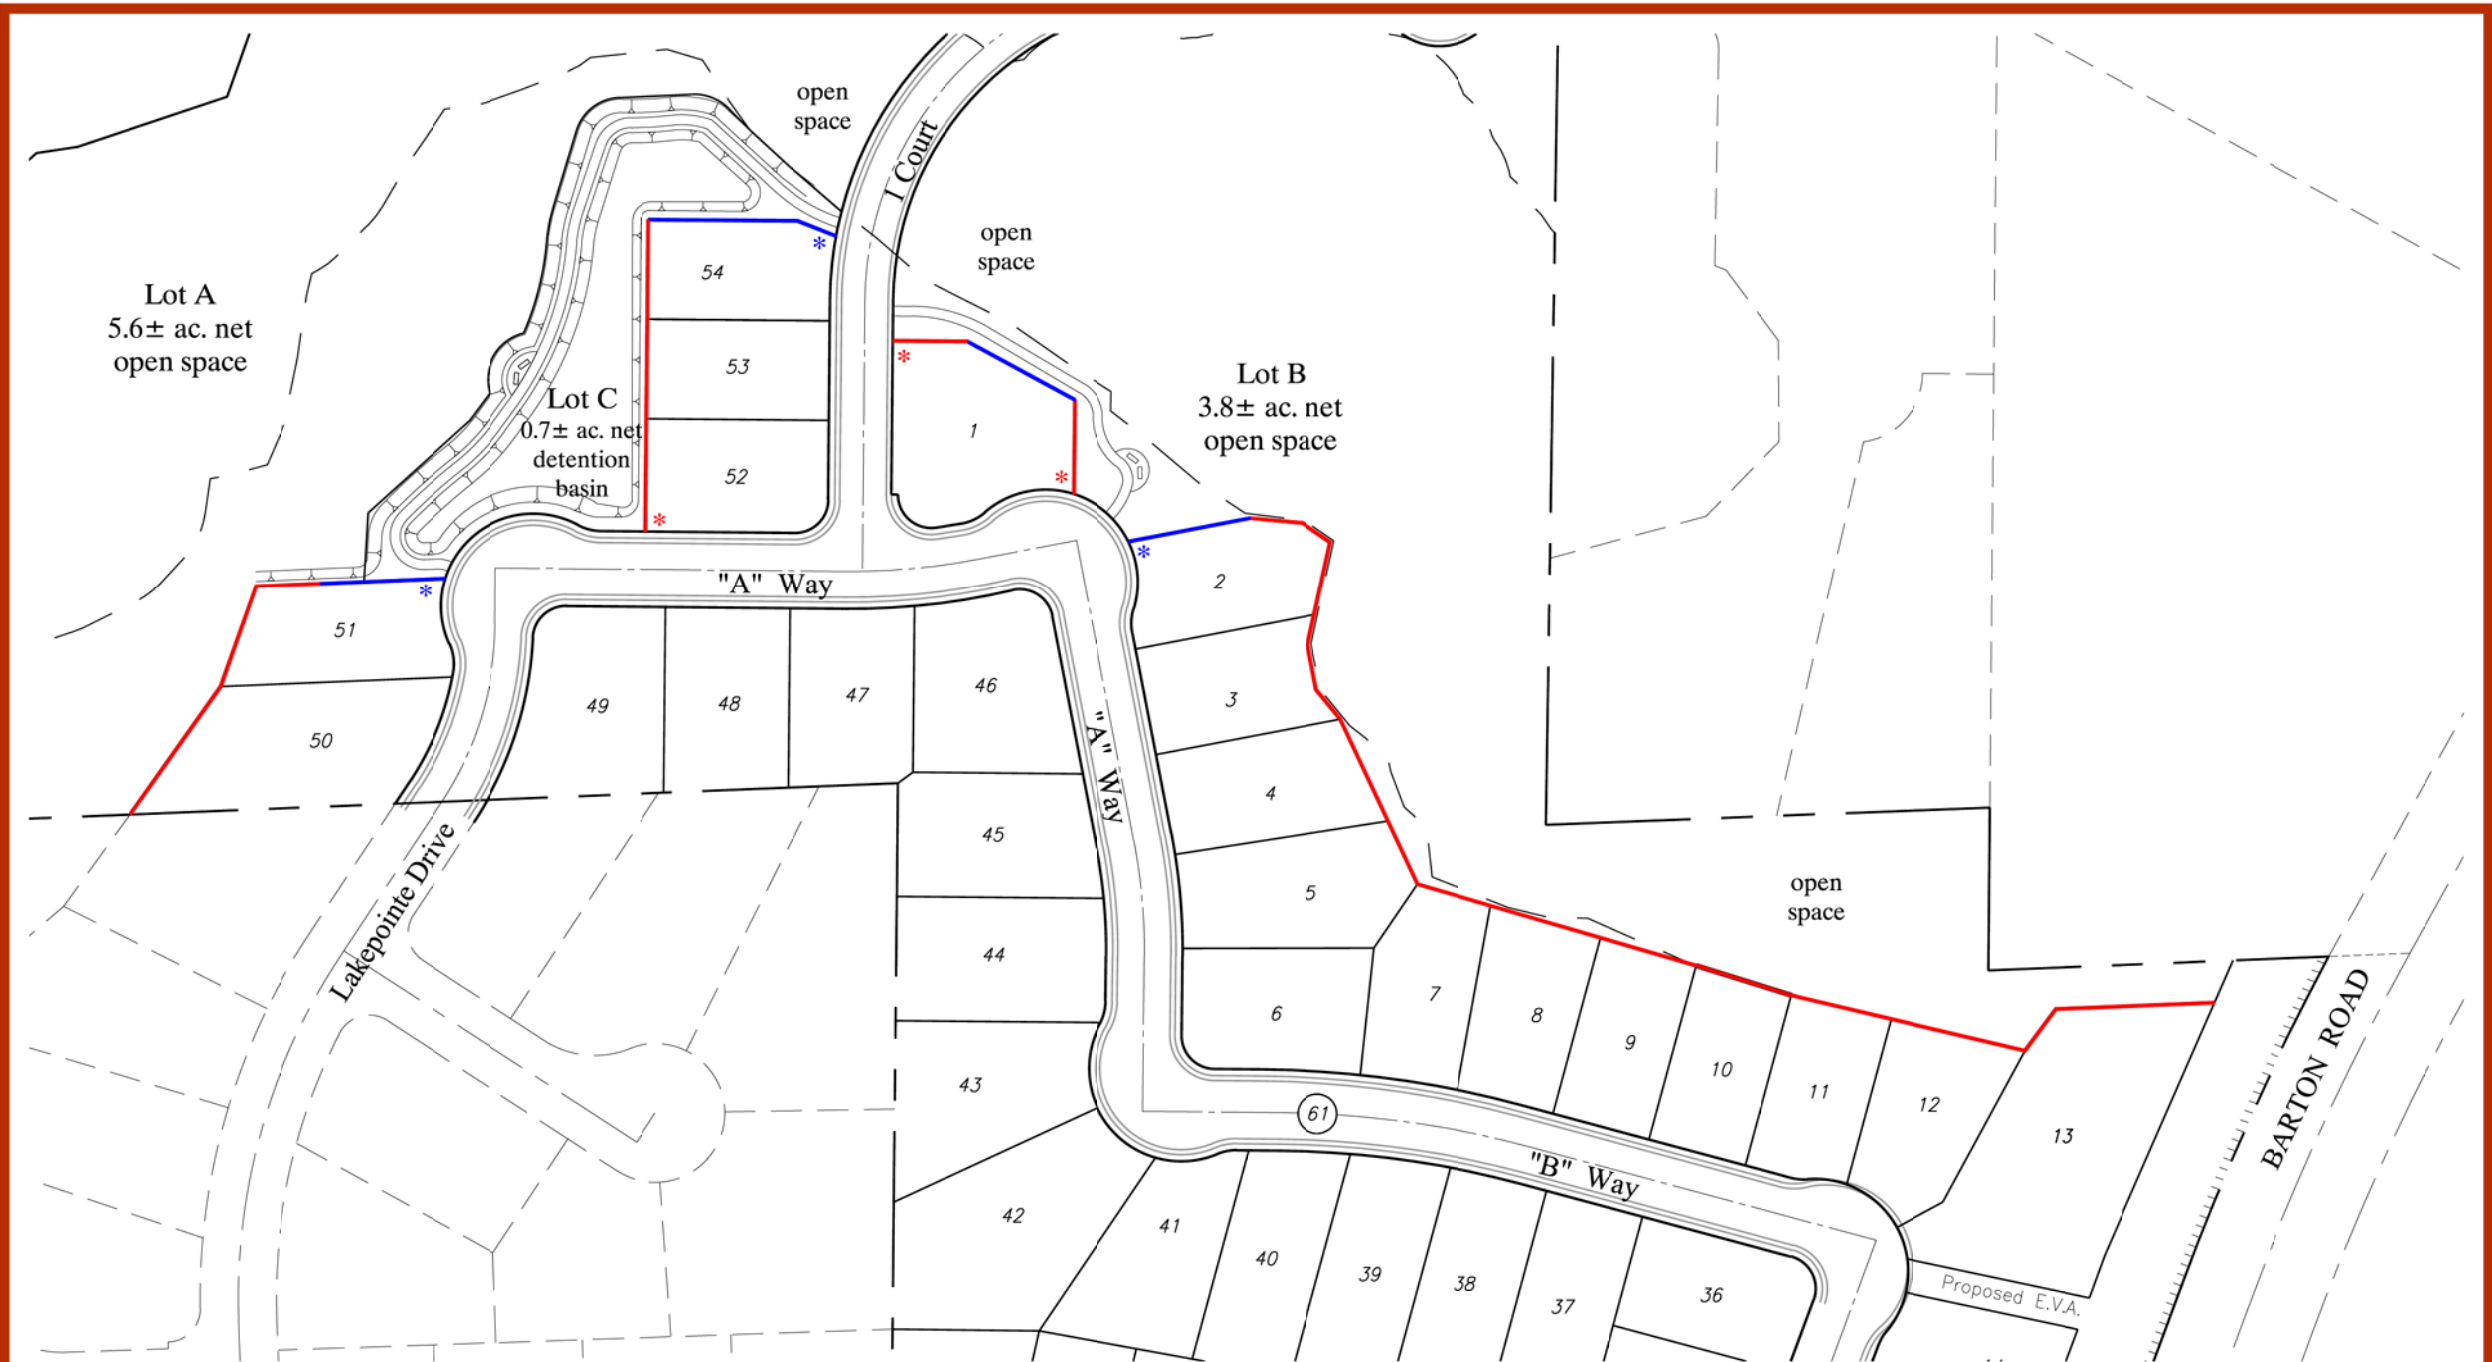 open
space
I Court
open
space
54
Lot A
5.6± ac. net
open space
53
Lot B
3.8± ac. net
open space
Lot C
0.7± ac. net
detention
basin
1
52
"A" Way
2
51
50
49
48
47
46
3
"A" Way
4
45
5
Lakepointe Drive
44
open
space
6
7
8
9
10
11
12
13
BARTON ROAD
43
61
"B" Way
42
41
40
39
38
37
36
Proposed E.V.A.